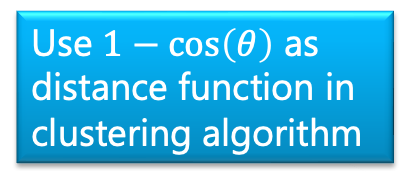 Use 1 − cos(θ) as
distance function in
clustering algorithm